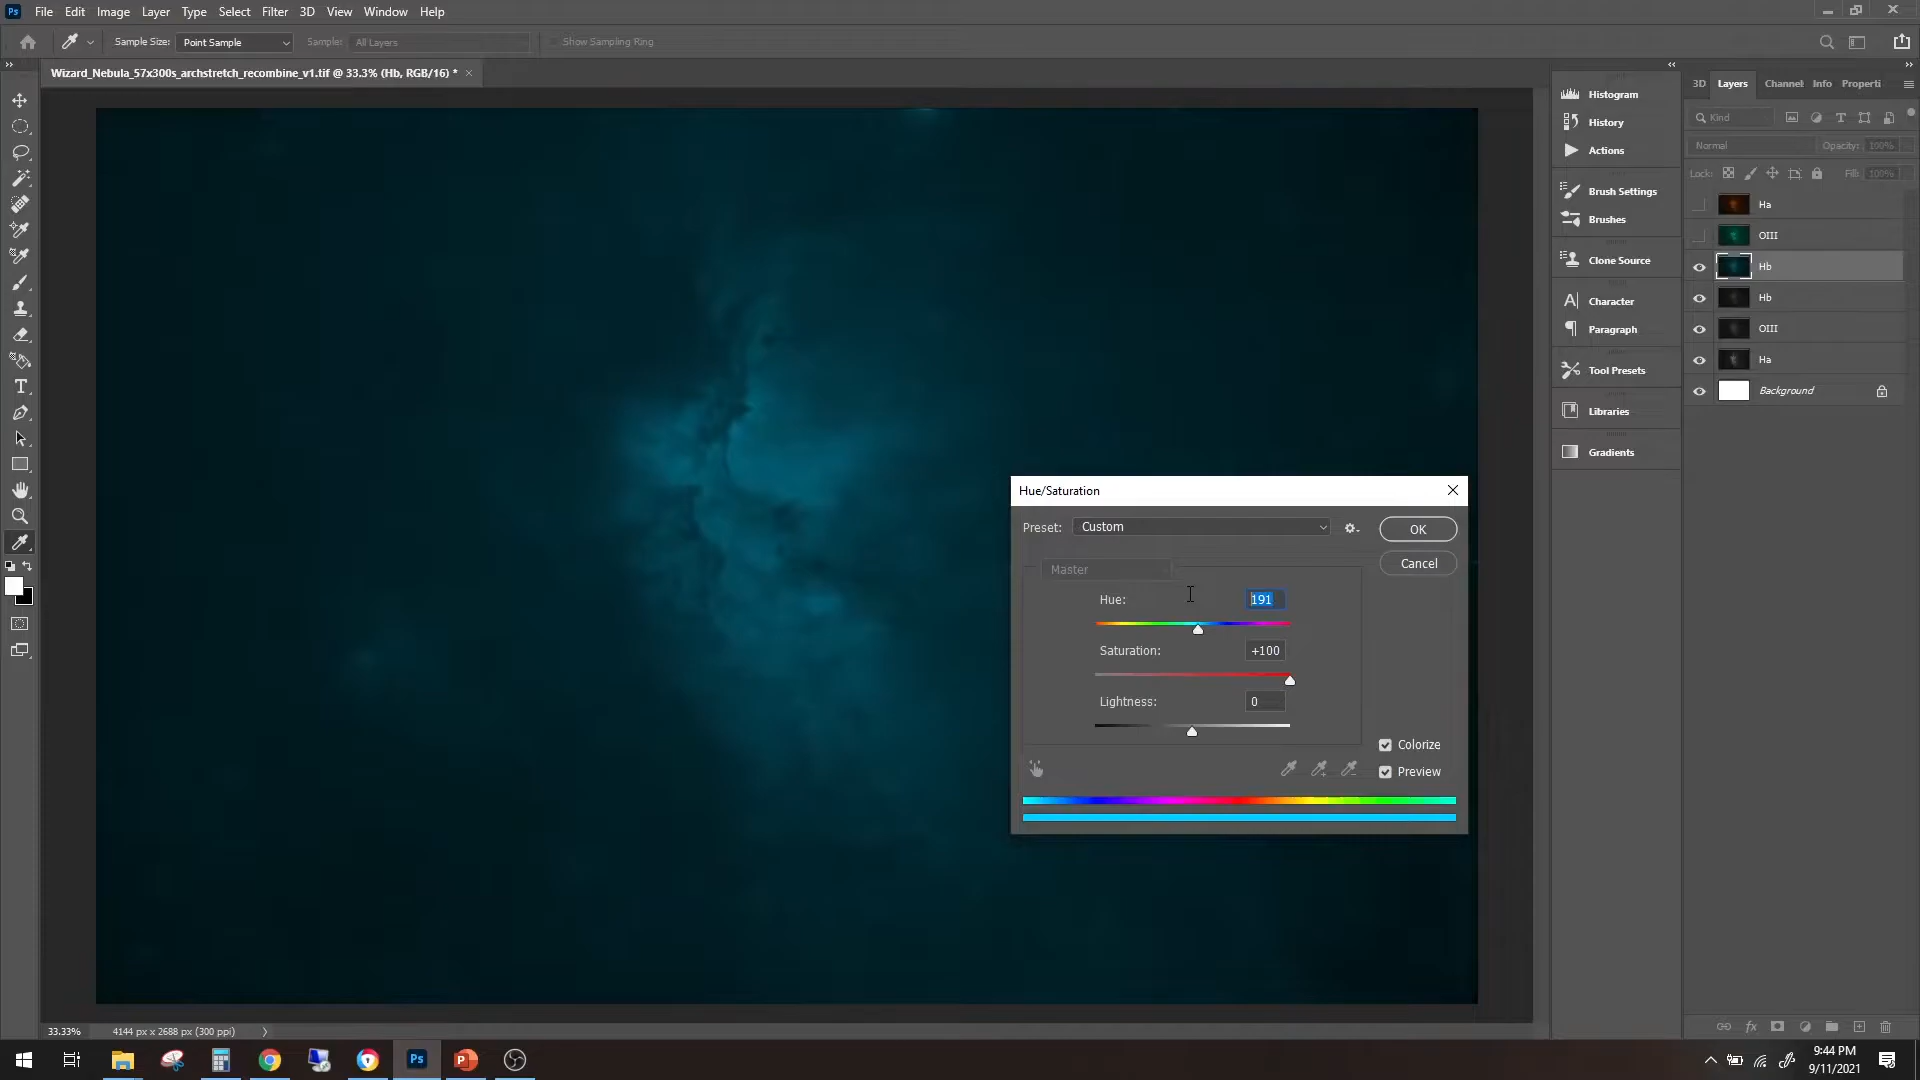 Ps File Edit Image Layer Type Select Filter 3D View Window Help
Sample Size: Point Sample Sample: All Layers Show Sampling Ring
Wizard_Nebula_57x300s_archstretch_recombine_v1.tif @ 33.3% (Hb, RGB/16) *
Histogram
History
Actions
Brush Settings
Brushes
Clone Source
Character
Paragraph
Tool Presets
Libraries
Gradients
3D Layers Channel Info Properti
Kind
Normal Opacity: 100%
Lock: Fill: 100%
Ha
OIII
Hb
Hb
OIII
Ha
Background
Hue/Saturation
Preset: Custom OK
Cancel
Master
Hue: 191
Saturation: +100
Lightness: 0
Colorize
Preview
33.33% 4144 px x 2688 px (300 ppi)
Ps
9:44 PM
9/11/2021